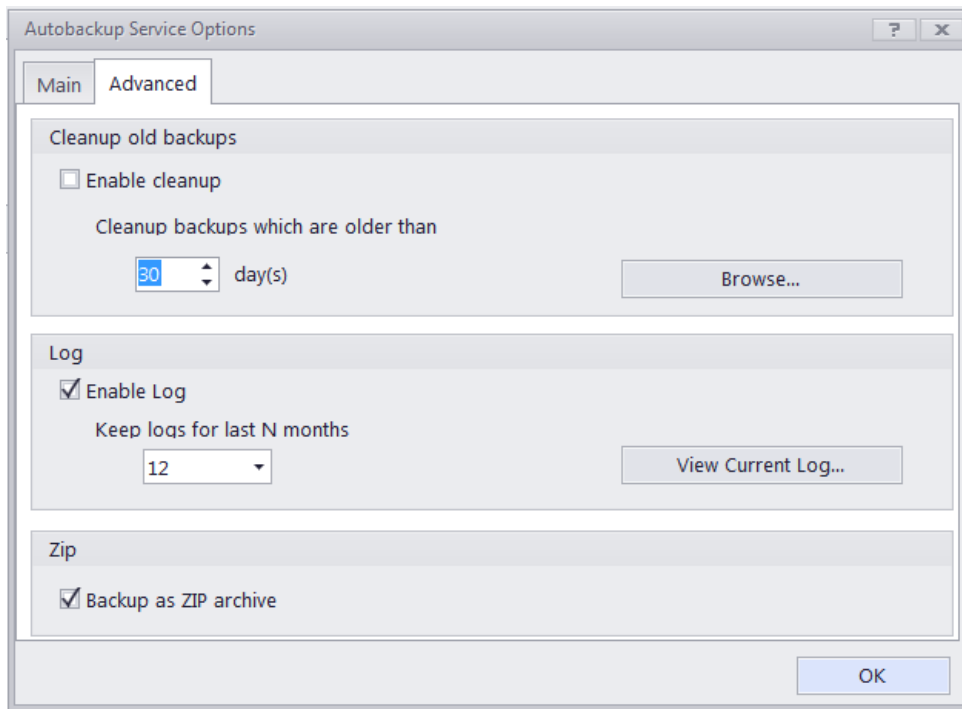 Autobackup Service Options
Main
Advanced
Cleanup old backups
Enable cleanup
Cleanup backups which are older than
30 day(s)
Browse...
Log
Enable Log
Keep logs for last N months
12
View Current Log...
Zip
Backup as ZIP archive
OK